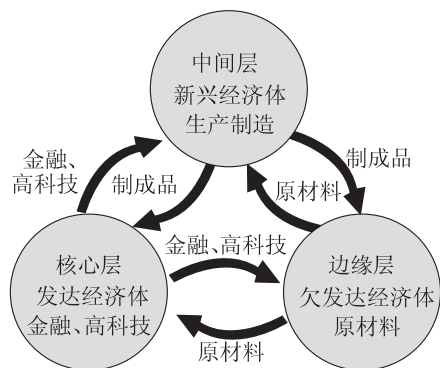 中间层
新兴经济体
生产制造
金融、
高科技
制成品
制成品
原材料
核心层
发达经济体
金融、高科技
金融、高科技
原材料
边缘层
欠发达经济体
原材料